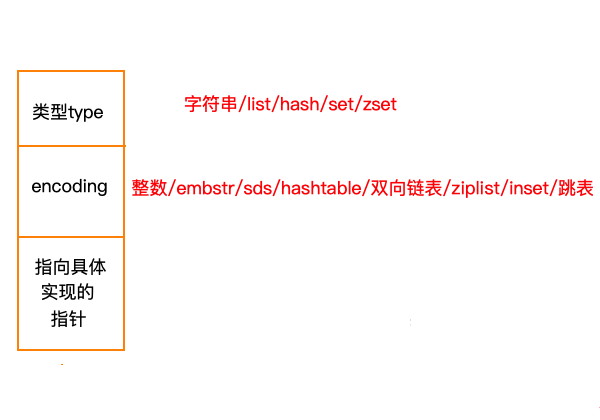 类型type
字符串/list/hash/set/zset
encoding
整数/embstr/sds/hashtable/双向链表/ziplist/inset/跳表
指向具体
实现的
指针